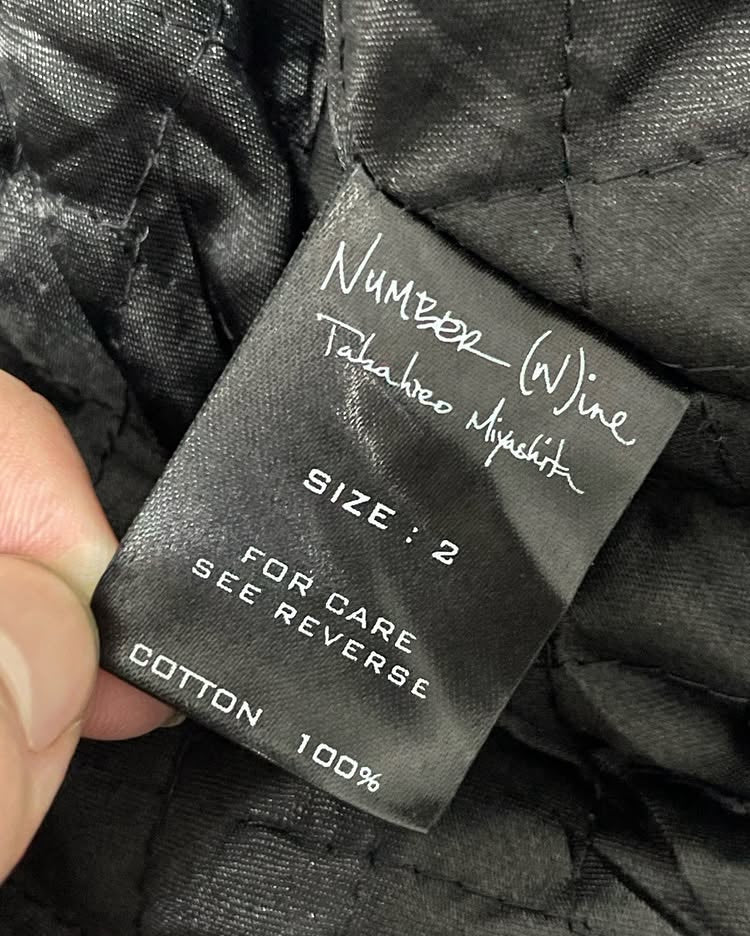 NUMBER (N)ine
Takahiro Miyashita
SIZE : 2
FOR CARE
SEE REVERSE
COTTON 100%